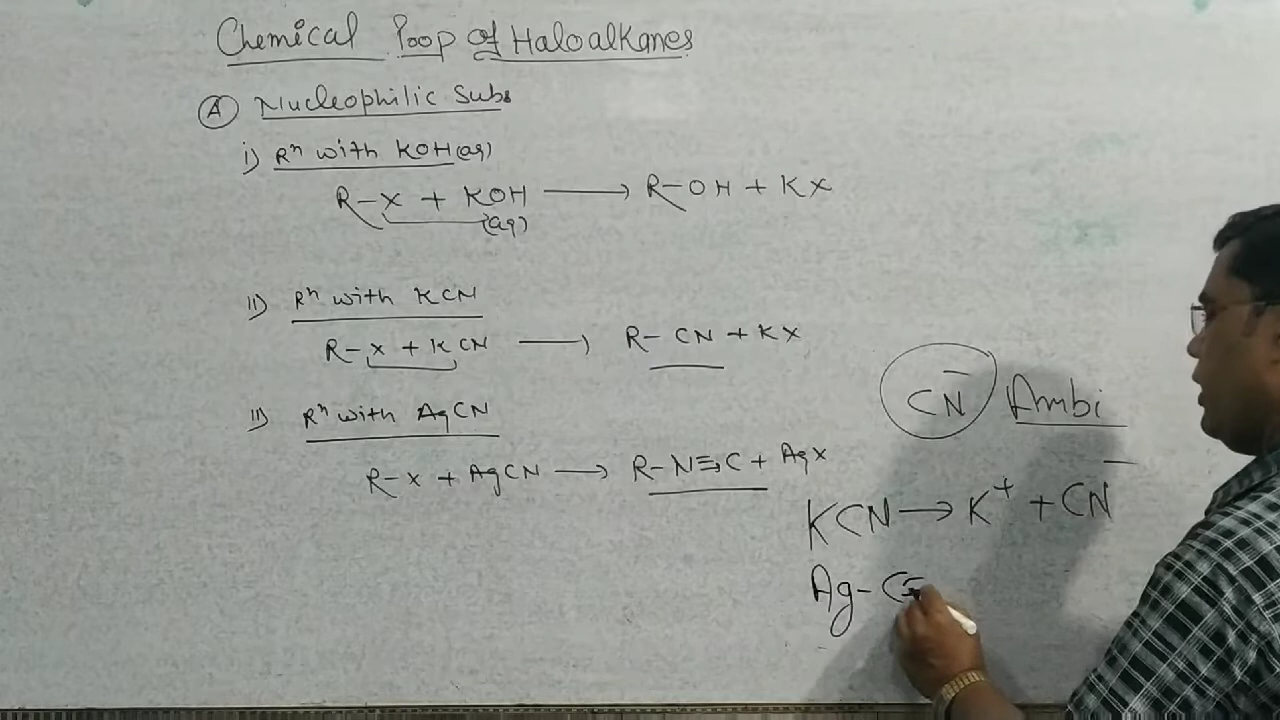 Chemical Prop of Haloalkanes
Ⓐ Nucleophilic Subs
i) Rⁿ with KOH(aq)
R-X + KOH ⟶ R-OH + KX
(aq)
II) Rⁿ with KCN
R-X + KCN ⟶ R-CN + KX
II) Rⁿ with AgCN
R-X + AgCN ⟶ R-N≡C + AgX
CN⁻ Ambi
KCN ⟶ K⁺ + CN⁻
Ag-C